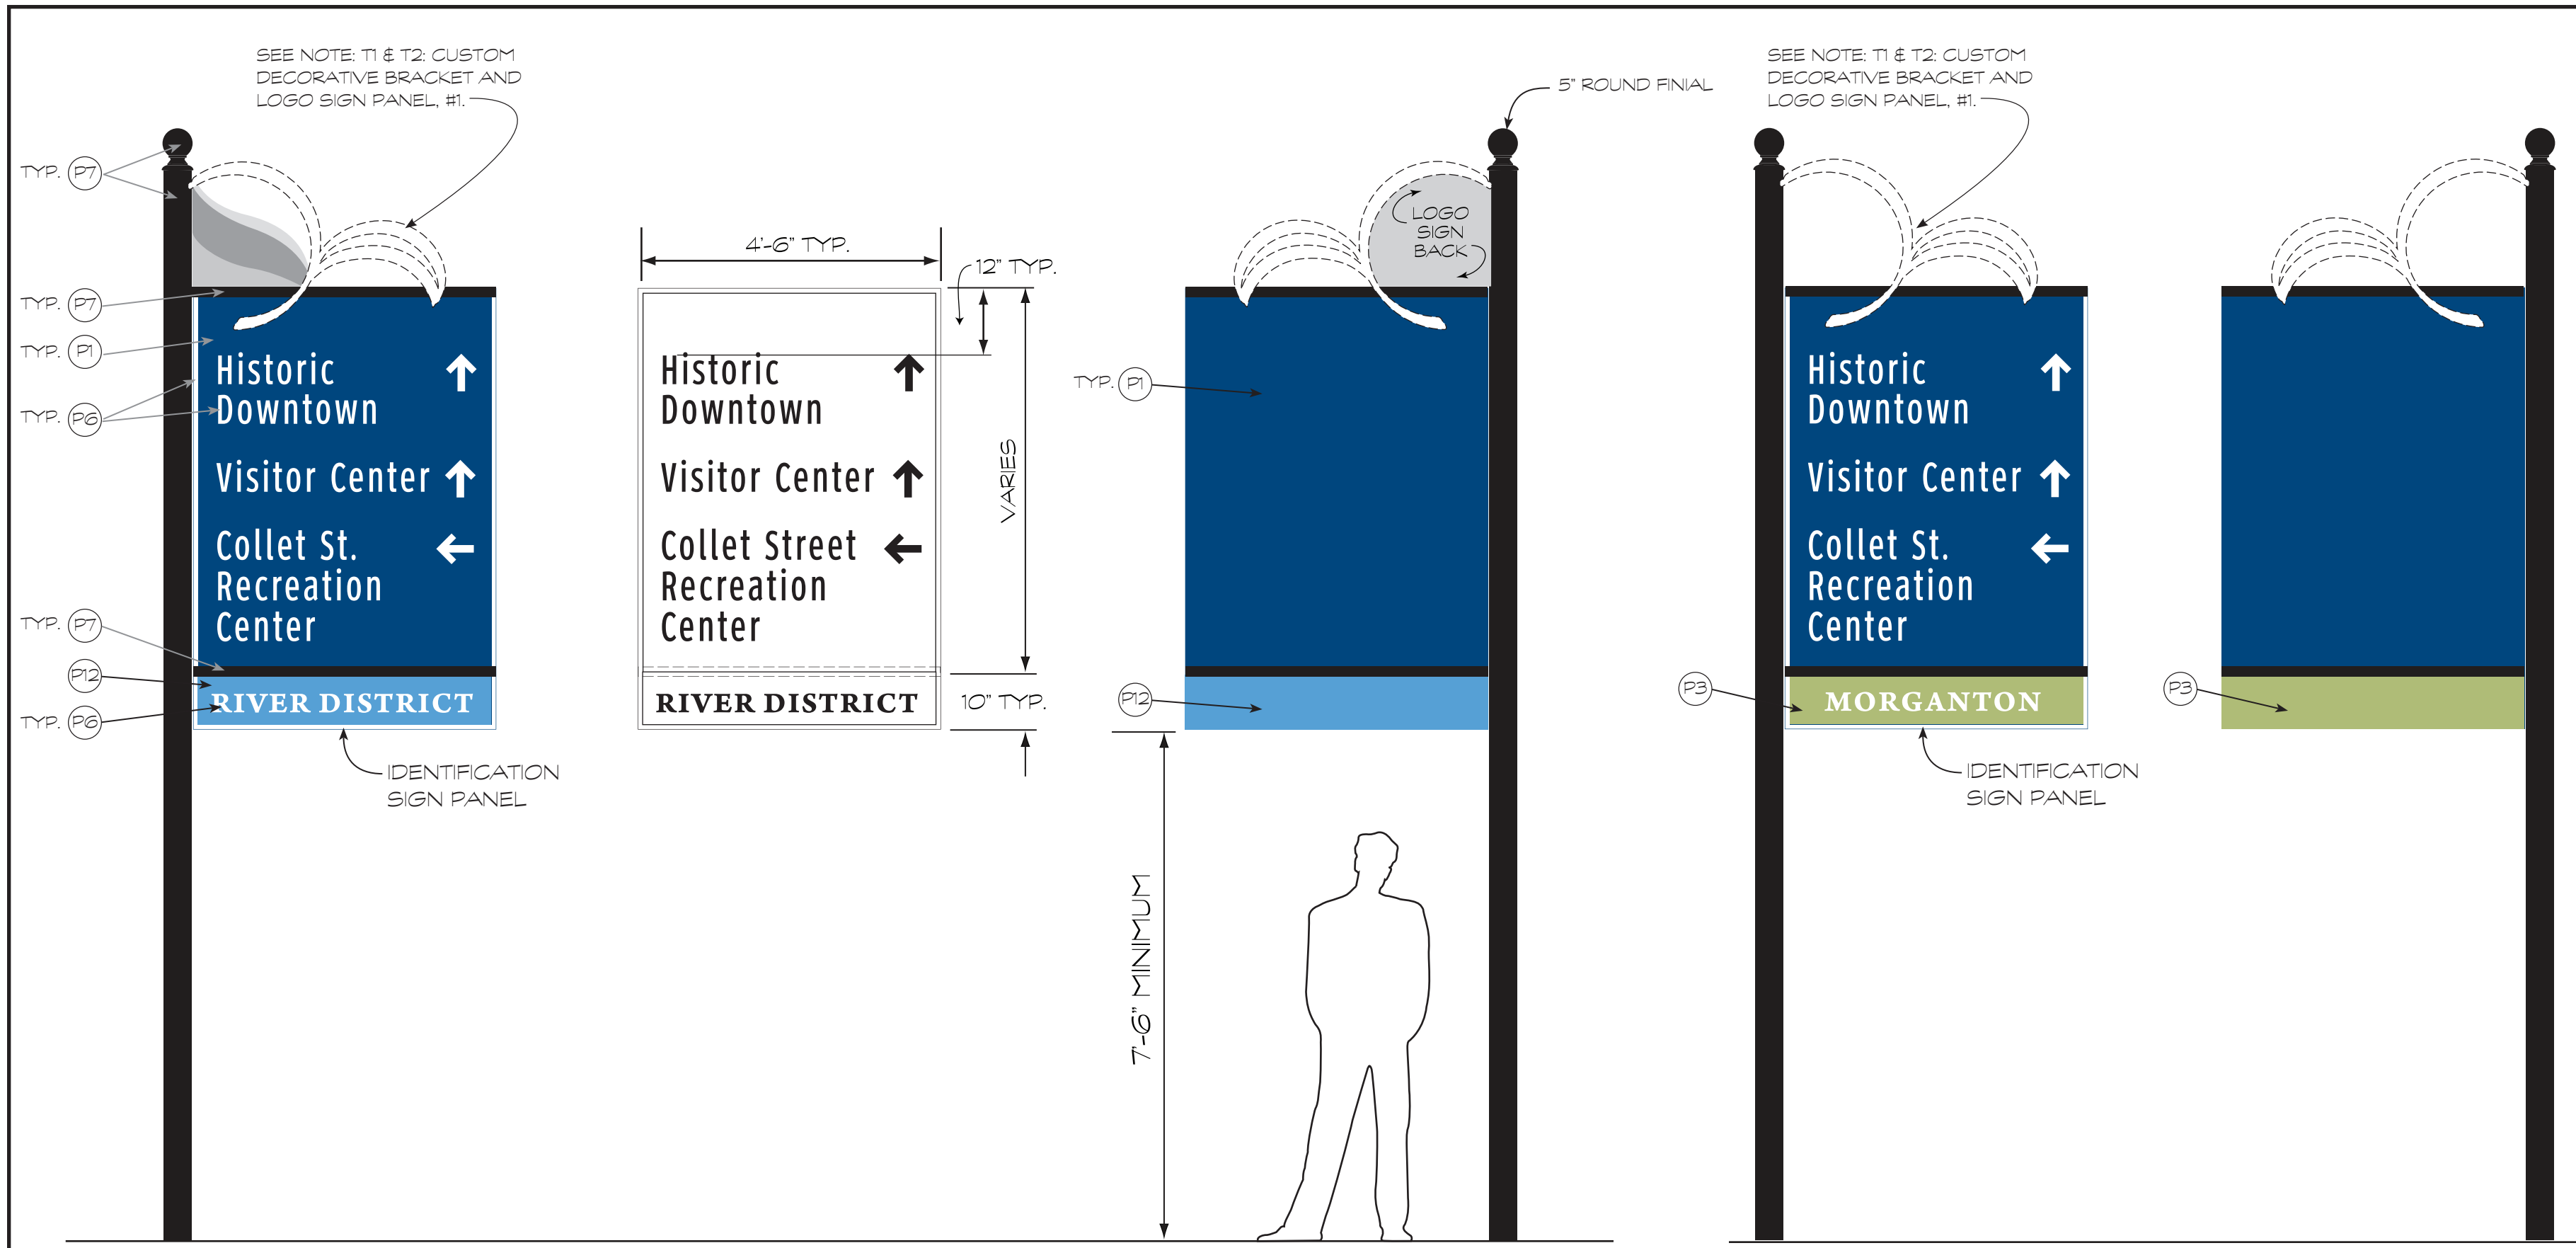 SEE NOTE: T1 & T2: CUSTOM
DECORATIVE BRACKET AND
LOGO SIGN PANEL, #1.
TYP. P7
TYP. P7
TYP. P1
TYP. P6
TYP. P7
P12
TYP. P6
Historic
Downtown
Visitor Center
Collet St.
Recreation
Center
RIVER DISTRICT
IDENTIFICATION
SIGN PANEL
4'-6" TYP.
12" TYP.
Historic
Downtown
Visitor Center
Collet Street
Recreation
Center
RIVER DISTRICT
VARIES
10" TYP.
5" ROUND FINIAL
LOGO
SIGN
BACK
TYP. P1
P12
7'-6" MINIMUM
SEE NOTE: T1 & T2: CUSTOM
DECORATIVE BRACKET AND
LOGO SIGN PANEL, #1.
Historic
Downtown
Visitor Center
Collet St.
Recreation
Center
P3
MORGANTON
IDENTIFICATION
SIGN PANEL
P3